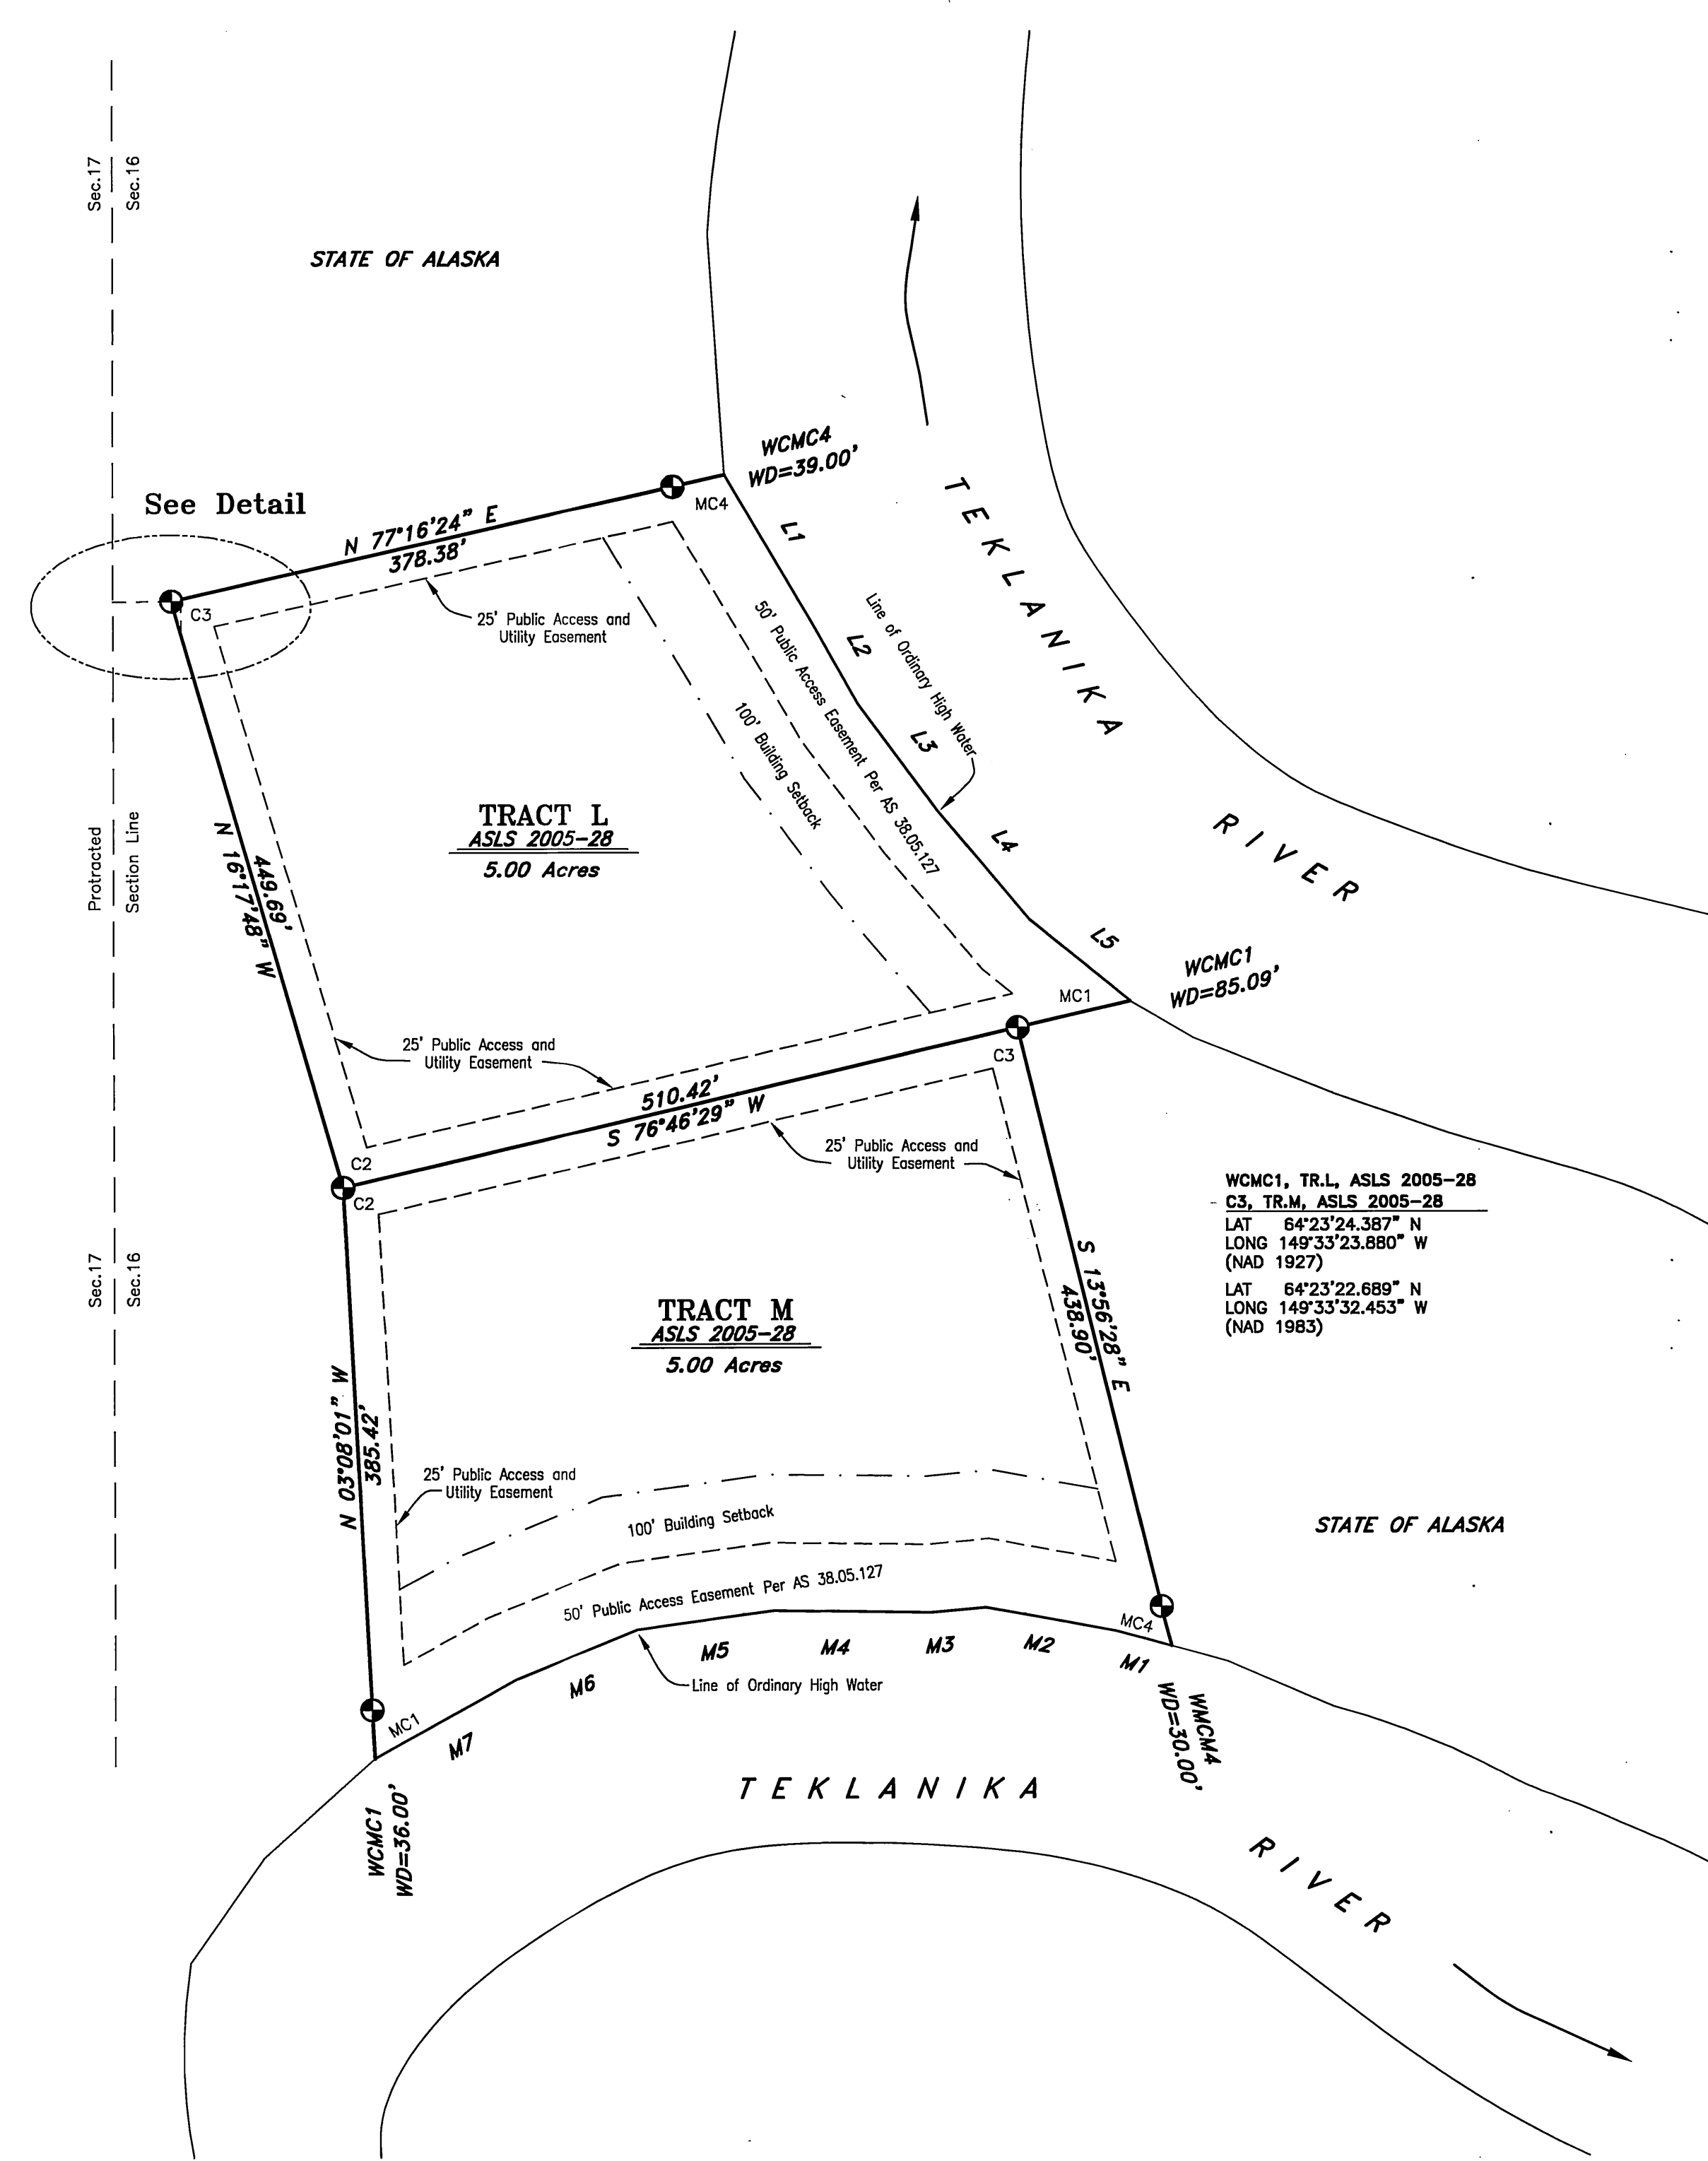 Sec.17
Sec.16
STATE OF ALASKA
WCMC4
WD=39.00'
MC4
See Detail
N 77°16'24" E
378.38'
C3
25' Public Access and
Utility Easement
L1
L2
L3
L4
L5
50' Public Access Easement Per AS 38.05.127
Line of Ordinary High Water
100' Building Setback
TEKLANIKA
RIVER
TRACT L
ASLS 2005-28
5.00 Acres
Protracted
Section Line
N 16°17'48" W
449.69'
WCMC1
WD=85.09'
MC1
C3
25' Public Access and
Utility Easement
510.42'
S 76°46'29" W
C2
C2
25' Public Access and
Utility Easement
WCMC1, TR.L, ASLS 2005-28
C3, TR.M, ASLS 2005-28
LAT 64°23'24.387" N
LONG 149°33'23.880" W
(NAD 1927)
LAT 64°23'22.689" N
LONG 149°33'32.453" W
(NAD 1983)
Sec.17
Sec.16
S 13°56'28" E
438.90'
TRACT M
ASLS 2005-28
5.00 Acres
N 03°08'01" W
385.42'
25' Public Access and
Utility Easement
100' Building Setback
50' Public Access Easement Per AS 38.05.127
STATE OF ALASKA
MC4
M1
M2
M3
M4
M5
M6
M7
Line of Ordinary High Water
MC1
WMCM4
WD=30.00'
WCMC1
WD=36.00'
TEKLANIKA
RIVER